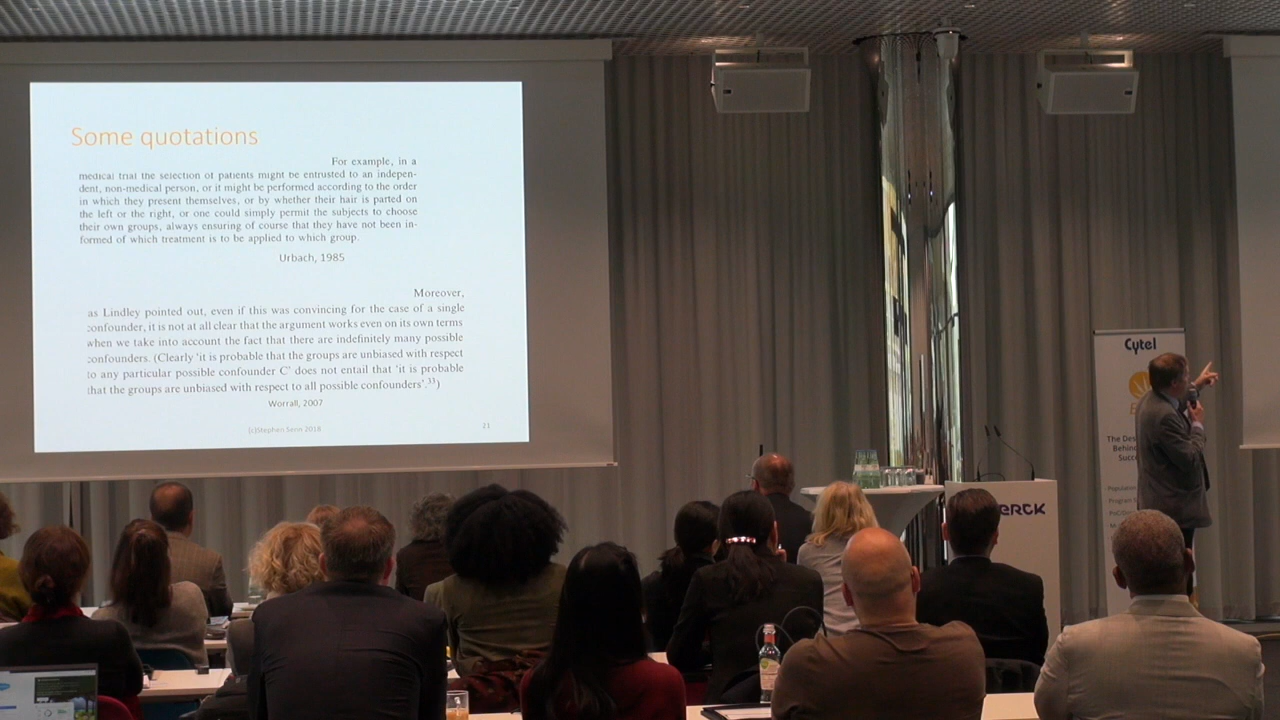 Some quotations
For example, in a
medical trial the selection of patients might be entrusted to an indepen-
dent, non-medical person, or it might be performed according to the order
in which they present themselves, or by whether their hair is parted on
the left or the right, or one could simply permit the subjects to choose
their own groups, always ensuring of course that they have not been in-
formed of which treatment is to be applied to which group.
Urbach, 1985
Moreover,
as Lindley pointed out, even if this was convincing for the case of a single
confounder, it is not at all clear that the argument works even on its own terms
when we take into account the fact that there are indefinitely many possible
confounders. (Clearly 'it is probable that the groups are unbiased with respect
to any particular possible confounder C' does not entail that 'it is probable
that the groups are unbiased with respect to all possible confounders'.33)
Worrall, 2007
(c)Stephen Senn 2018
21
Cytel
The Des
Behin
Succ
Population
Program S
ERCK